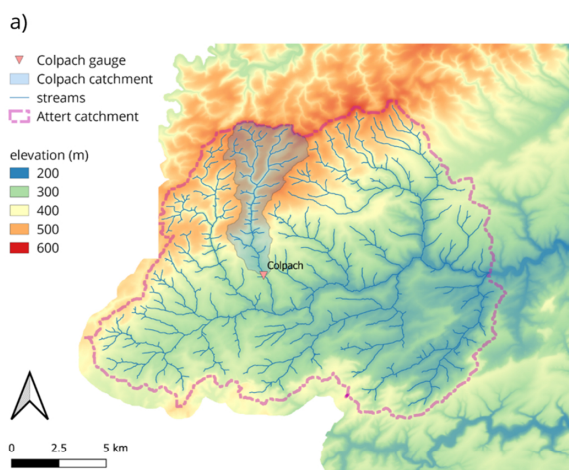 a)
Colpach gauge
Colpach catchment
streams
Attert catchment
elevation (m)
200
300
400
500
600
Colpach
0 2.5 5 km